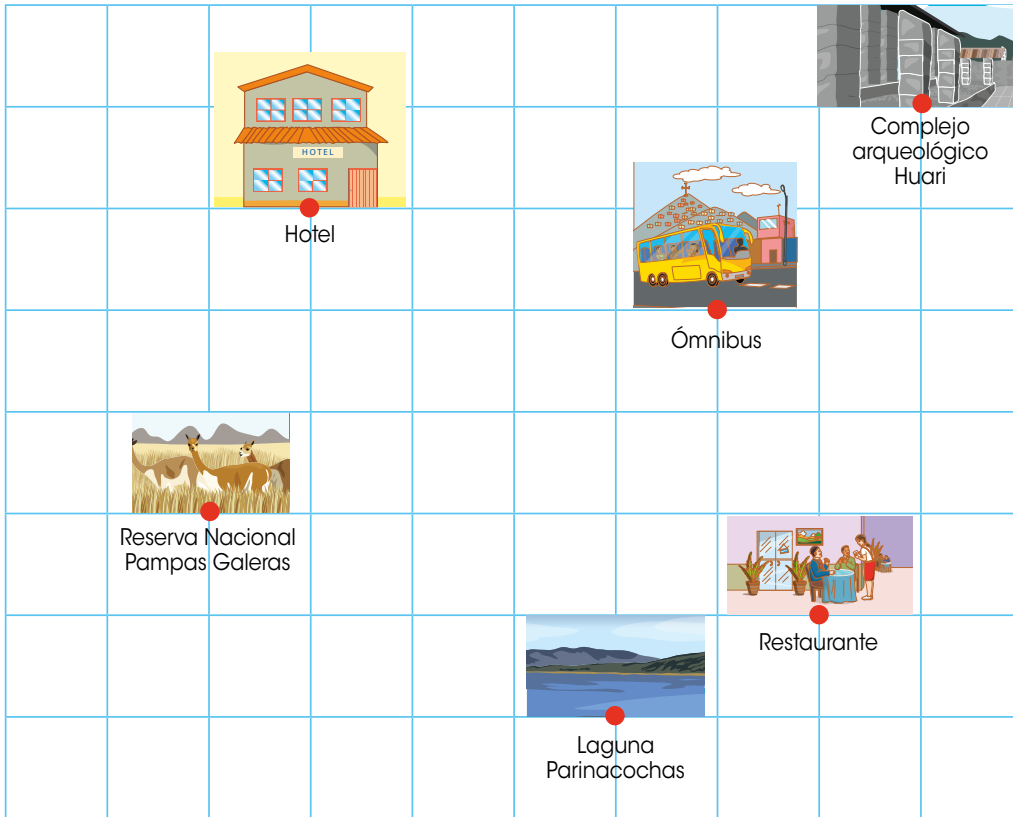 Complejo
arqueológico
Huari
HOTEL
Hotel
Ómnibus
Reserva Nacional
Pampas Galeras
Restaurante
Laguna
Parinacochas